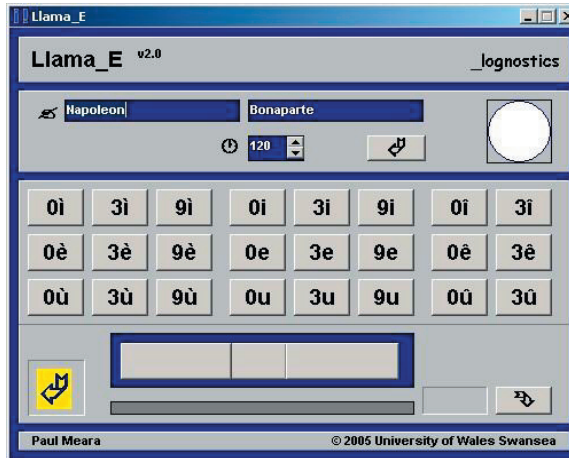 Llama_E
Llama_E v2.0 _lognostics
Napoleon Bonaparte
120
0ì 3ì 9ì 0i 3i 9i 0î 3î
0è 3è 9è 0e 3e 9e 0ê 3ê
0ù 3ù 9ù 0u 3u 9u 0û 3û
Paul Meara © 2005 University of Wales Swansea